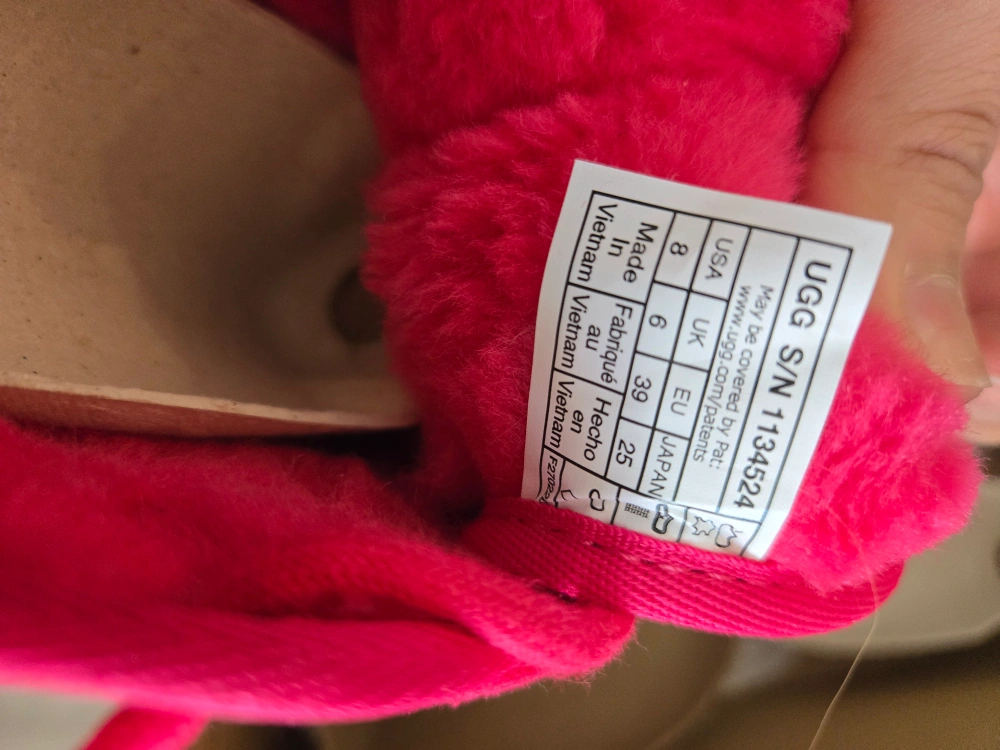 UGG S/N 1134524
May be covered by Pat:
www.ugg.com/patents
USA UK EU JAPAN
8 6 39 25
Made Fabriqué Hecho
In au en
Vietnam Vietnam Vietnam